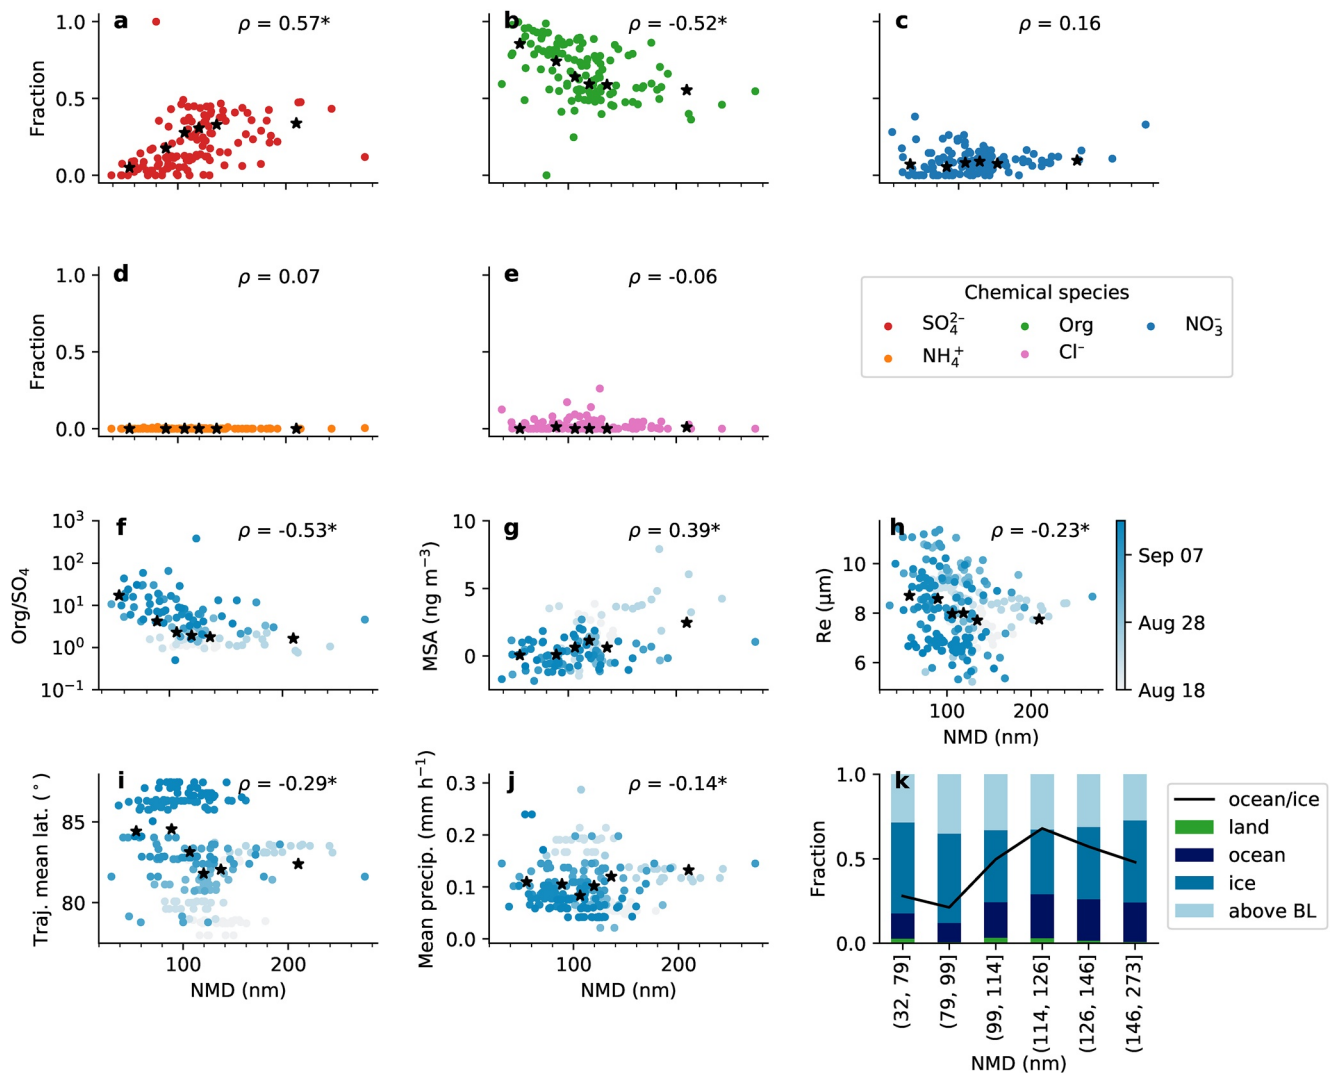 a
ρ = 0.57*
b
ρ = -0.52*
c
ρ = 0.16
1.0
0.5
0.0
Fraction
d
ρ = 0.07
e
ρ = -0.06
1.0
0.5
0.0
Fraction
Chemical species
SO₄²⁻
Org
NO₃⁻
NH₄⁺
Cl⁻
f
ρ = -0.53*
g
ρ = 0.39*
h
ρ = -0.23*
10³
10²
10¹
10⁰
10⁻¹
Org/SO₄
10
5
0
MSA (ng m⁻³)
10
8
6
Re (μm)
100
200
NMD (nm)
Sep 07
Aug 28
Aug 18
i
ρ = -0.29*
j
ρ = -0.14*
k
85
80
Traj. mean lat. (°)
100
200
NMD (nm)
0.3
0.2
0.1
0.0
Mean precip. (mm h⁻¹)
100
200
NMD (nm)
1.0
0.5
0.0
Fraction
(32, 79]
(79, 99]
(99, 114]
(114, 126]
(126, 146]
(146, 273]
NMD (nm)
ocean/ice
land
ocean
ice
above BL